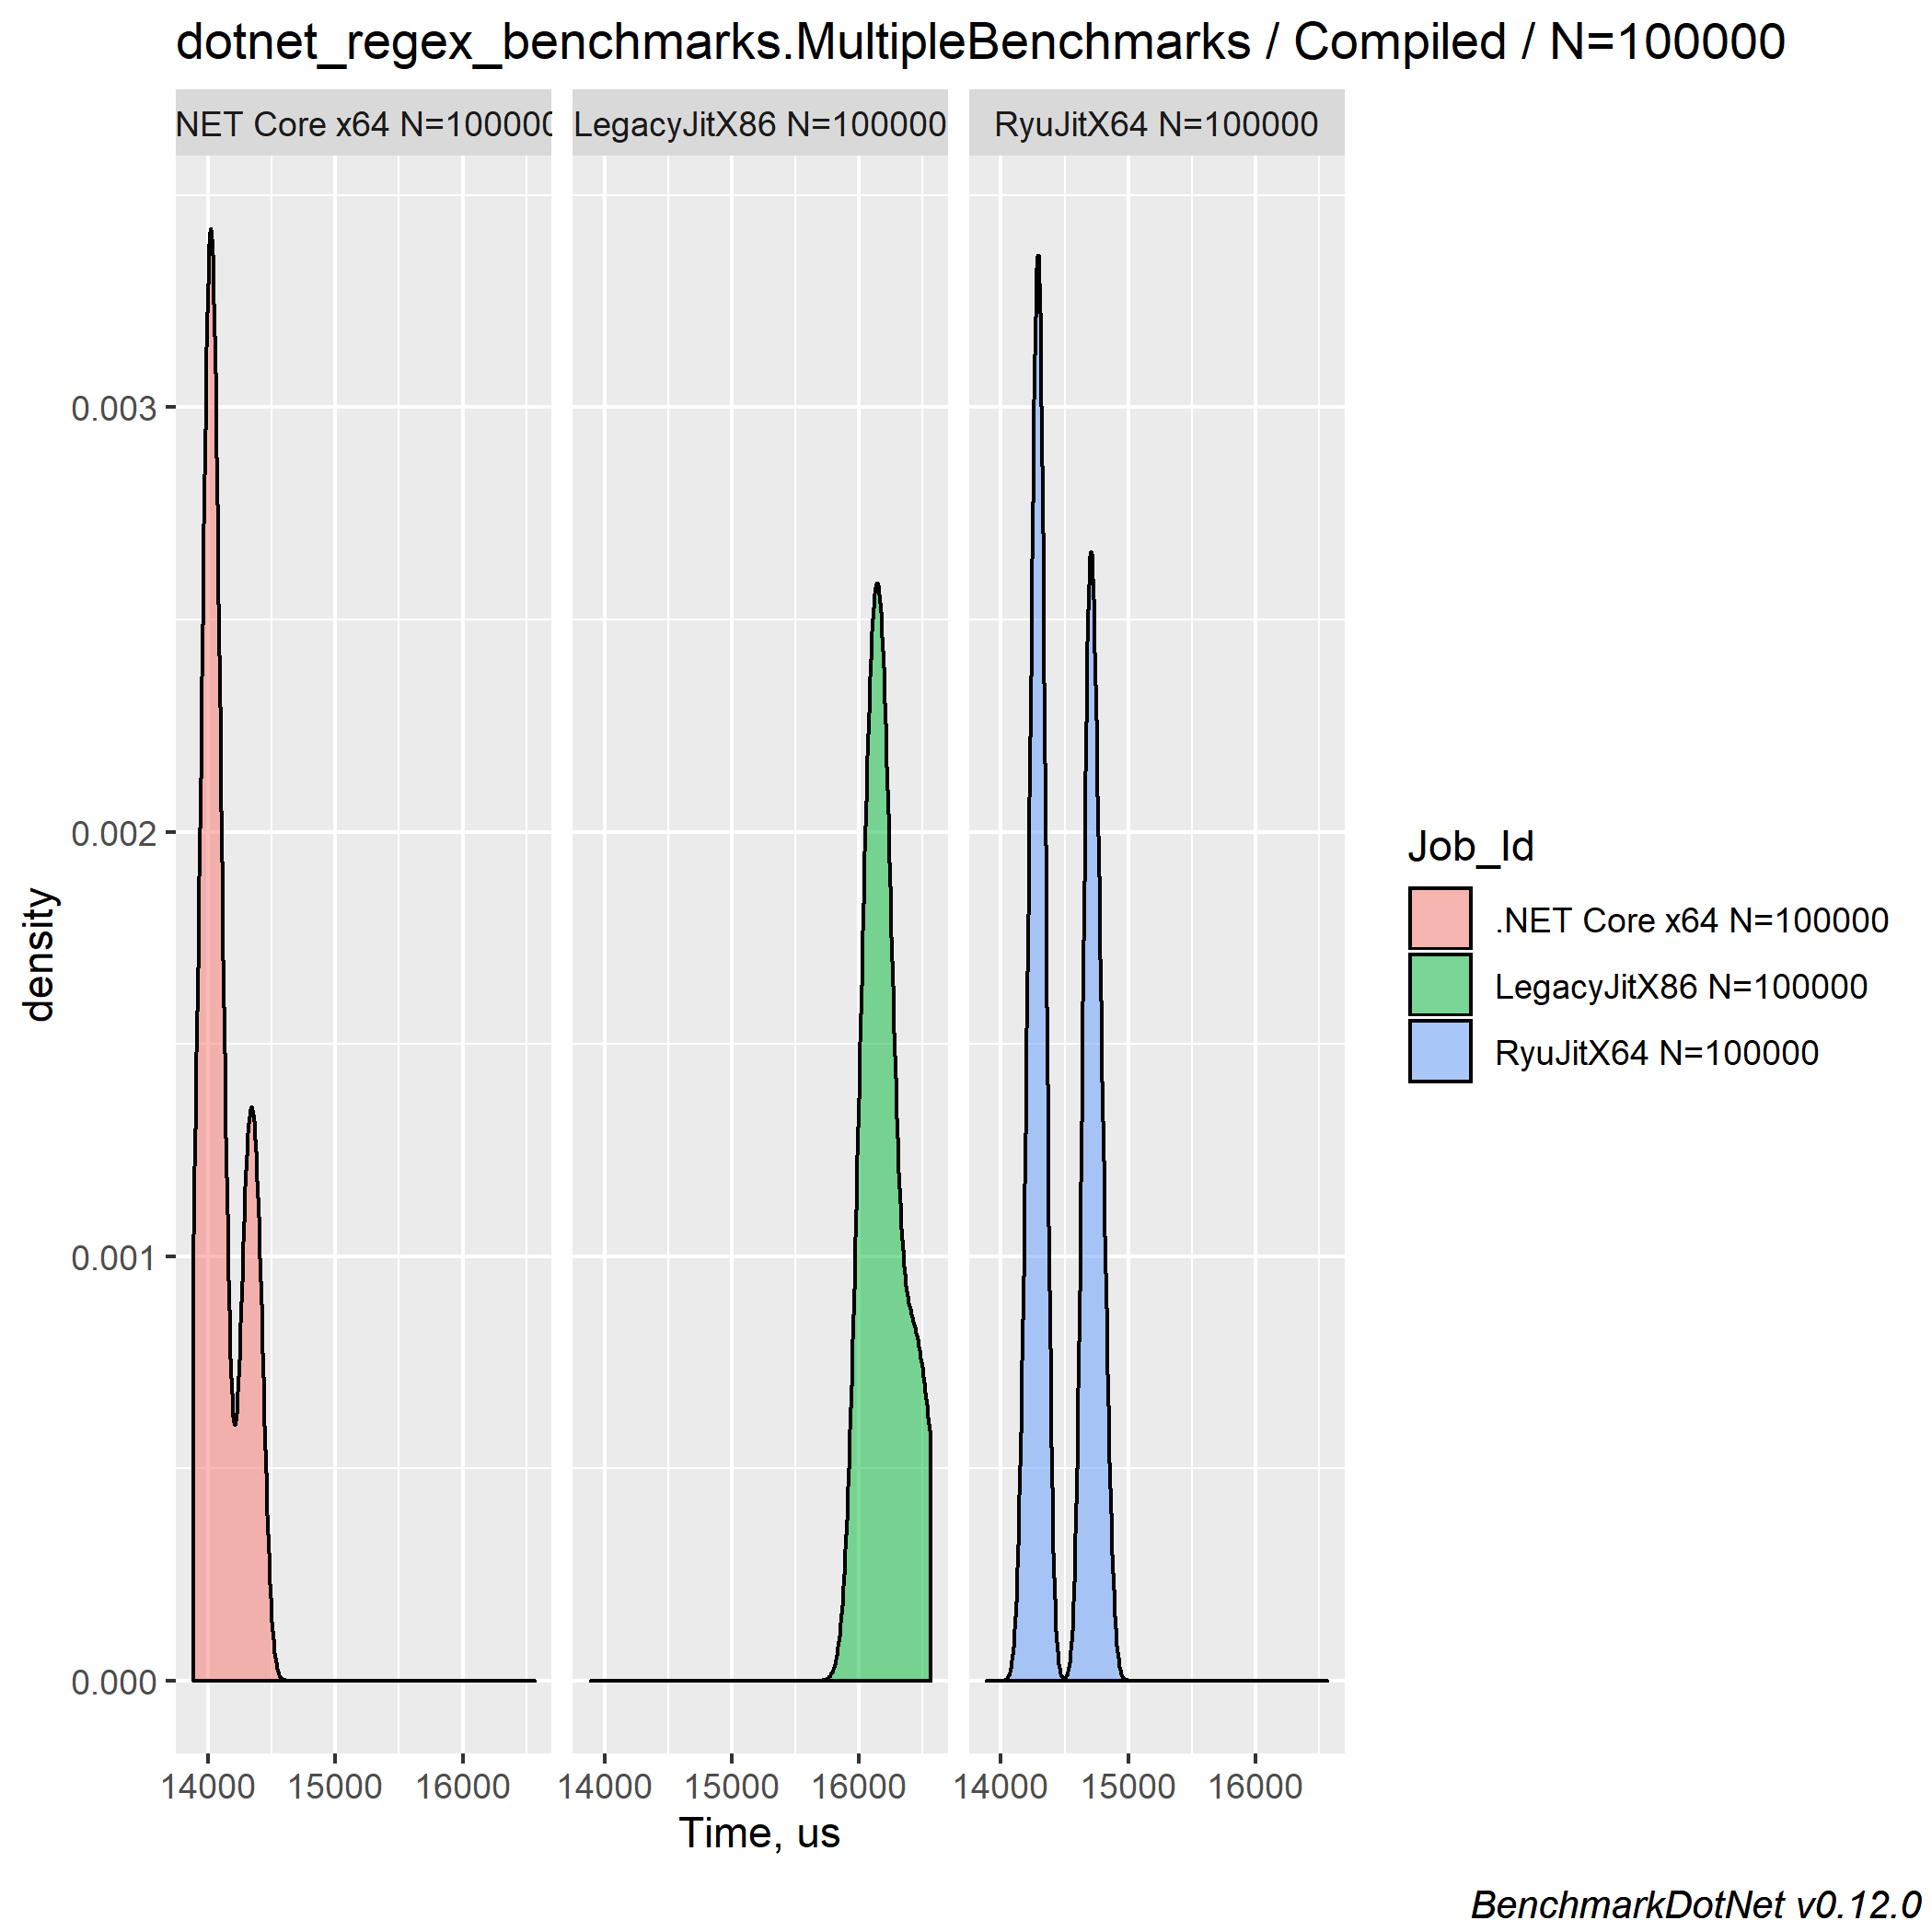 dotnet_regex_benchmarks.MultipleBenchmarks / Compiled / N=100000
NET Core x64 N=100000
LegacyJitX86 N=100000
RyuJitX64 N=100000
0.003
0.002
0.001
0.000
density
14000 15000 16000
14000 15000 16000
14000 15000 16000
Time, us
Job_Id
.NET Core x64 N=100000
LegacyJitX86 N=100000
RyuJitX64 N=100000
BenchmarkDotNet v0.12.0